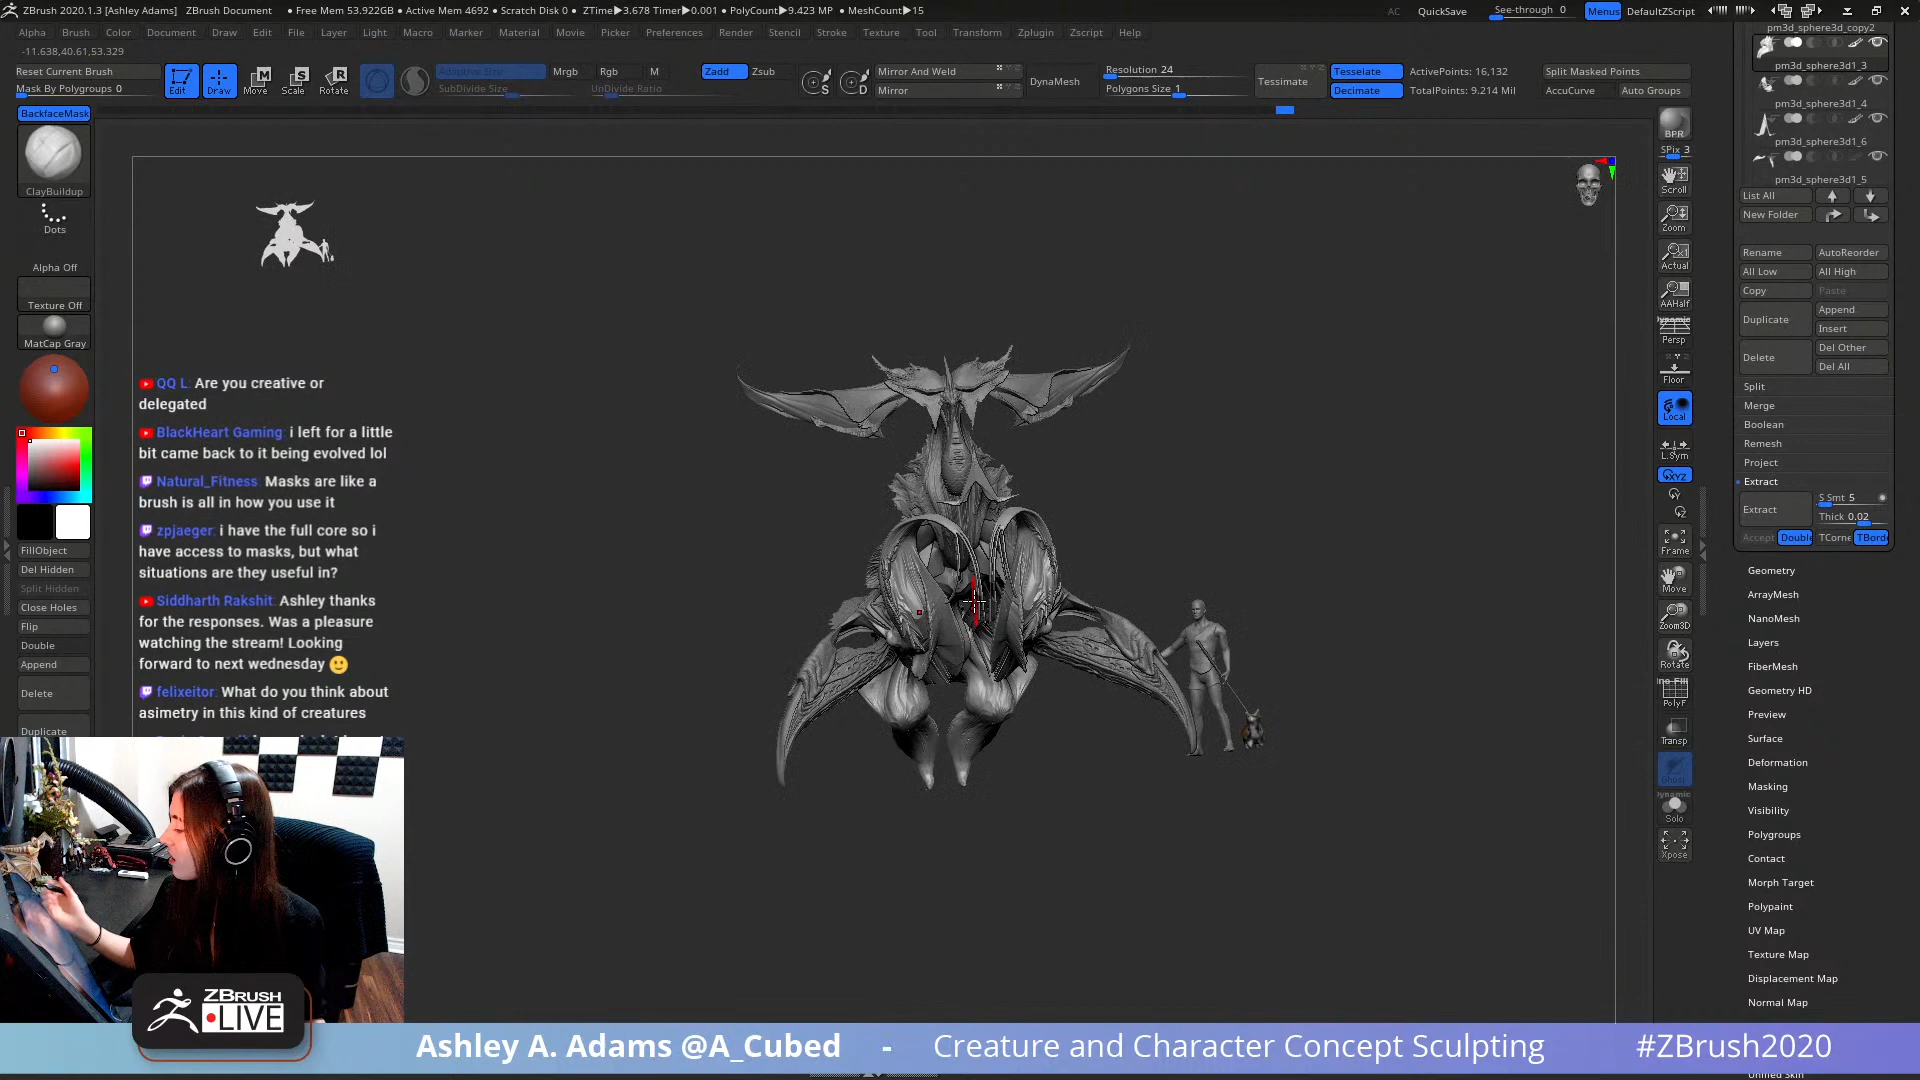 ZBrush 2020.1.3 [Ashley Adams] ZBrush Document • Free Mem 53.922GB • Active Mem 4692 • Scratch Disk 0 • ZTime▶3.678 Timer▶0.001 • PolyCount▶9.423 MP • MeshCount▶15 AC QuickSave See-through 0 Menus DefaultZScript
Alpha Brush Color Document Draw Edit File Layer Light Macro Marker Material Movie Picker Preferences Render Stencil Stroke Texture Tool Transform Zplugin Zscript Help
-11.638,40.61,53.329
Reset Current Brush
Mask By Polygroups 0
Edit Draw Move Scale Rotate
Adaptive Size
SubDivide Size
Mrgb Rgb M
UnDivide Ratio
Zadd Zsub
S D
Mirror And Weld
Mirror
DynaMesh
Resolution 24
Polygons Size 1
Tessimate
Tesselate
Decimate
ActivePoints: 16,132
TotalPoints: 9.214 Mil
Split Masked Points
AccuCurve Auto Groups
BackfaceMask
ClayBuildup
Dots
Alpha Off
Texture Off
MatCap Gray
FillObject
Del Hidden
Split Hidden
Close Holes
Flip
Double
Append
Delete
Duplicate
QQ L: Are you creative or
delegated
BlackHeart Gaming: i left for a little
bit came back to it being evolved lol
Natural_Fitness: Masks are like a
brush is all in how you use it
zpjaeger: i have the full core so i
have access to masks, but what
situations are they useful in?
Siddharth Rakshit: Ashley thanks
for the responses. Was a pleasure
watching the stream! Looking
forward to next wednesday 🙂
felixeitor: What do you think about
asimetry in this kind of creatures
BPR
SPix 3
Scroll
Zoom
Actual
AAHalf
Dynamic
Persp
Floor
Local
L.Sym
XYZ
Frame
Move
Zoom3D
Rotate
PolyF
Transp
Ghost
Dynamic
Solo
Xpose
pm3d_sphere3d_copy2
pm3d_sphere3d1_3
pm3d_sphere3d1_4
pm3d_sphere3d1_6
pm3d_sphere3d1_5
List All
New Folder
Rename AutoReorder
All Low All High
Copy Paste
Duplicate Append
Insert
Delete Del Other
Del All
Split
Merge
Boolean
Remesh
Project
Extract
Extract S Smt 5
Thick 0.02
Accept Double TCorne TBorde
Geometry
ArrayMesh
NanoMesh
Layers
FiberMesh
Geometry HD
Preview
Surface
Deformation
Masking
Visibility
Polygroups
Contact
Morph Target
Polypaint
UV Map
Texture Map
Displacement Map
Normal Map
Unified Skin
ZBRUSH
LIVE
Ashley A. Adams @A_Cubed - Creature and Character Concept Sculpting #ZBrush2020